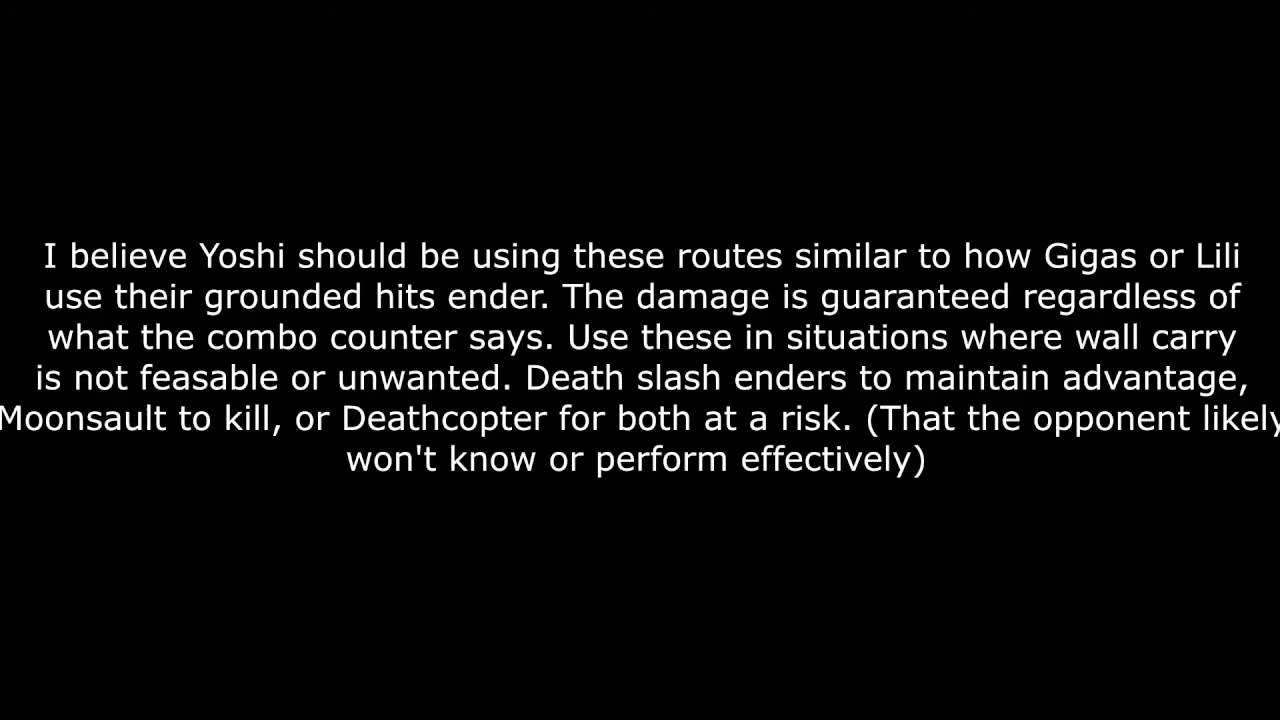 I believe Yoshi should be using these routes similar to how Gigas or Lili
use their grounded hits ender. The damage is guaranteed regardless of
what the combo counter says. Use these in situations where wall carry
is not feasable or unwanted. Death slash enders to maintain advantage,
Moonsault to kill, or Deathcopter for both at a risk. (That the opponent likely
won't know or perform effectively)